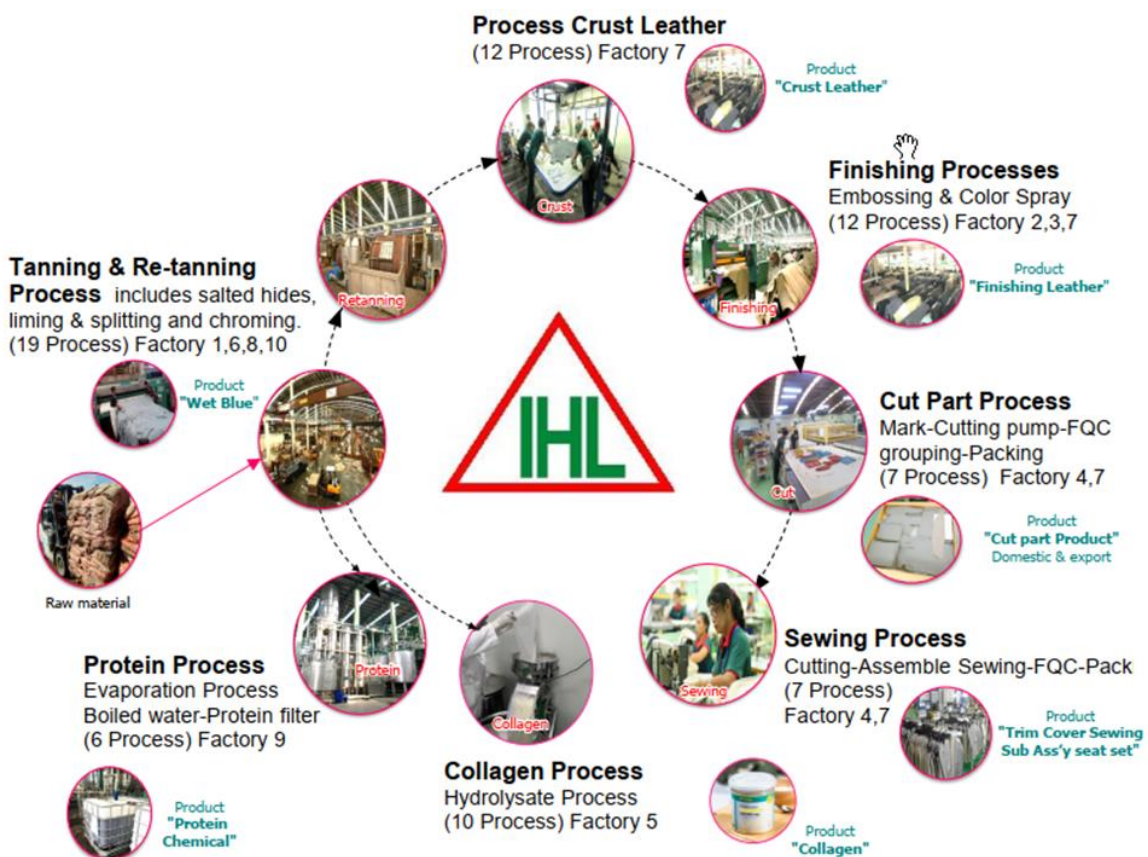 Process Crust Leather
(12 Process) Factory 7
Product
"Crust Leather"
Crust
Finishing Processes
Embossing & Color Spray
(12 Process) Factory 2,3,7
Product
"Finishing Leather"
Finishing
Retanning
Tanning & Re-tanning
Process includes salted hides,
liming & splitting and chroming.
(19 Process) Factory 1,6,8,10
Product
"Wet Blue"
IHL
Cut Part Process
Mark-Cutting pump-FQC
grouping-Packing
(7 Process) Factory 4,7
Product
"Cut part Product"
Domestic & export
Cut
Raw material
Sewing Process
Cutting-Assemble Sewing-FQC-Pack
(7 Process)
Factory 4,7
Product
"Trim Cover Sewing
Sub Ass'y seat set"
Sewing
Protein
Protein Process
Evaporation Process
Boiled water-Protein filter
(6 Process) Factory 9
Product
"Protein
Chemical"
Collagen
Collagen Process
Hydrolysate Process
(10 Process) Factory 5
Product
"Collagen"